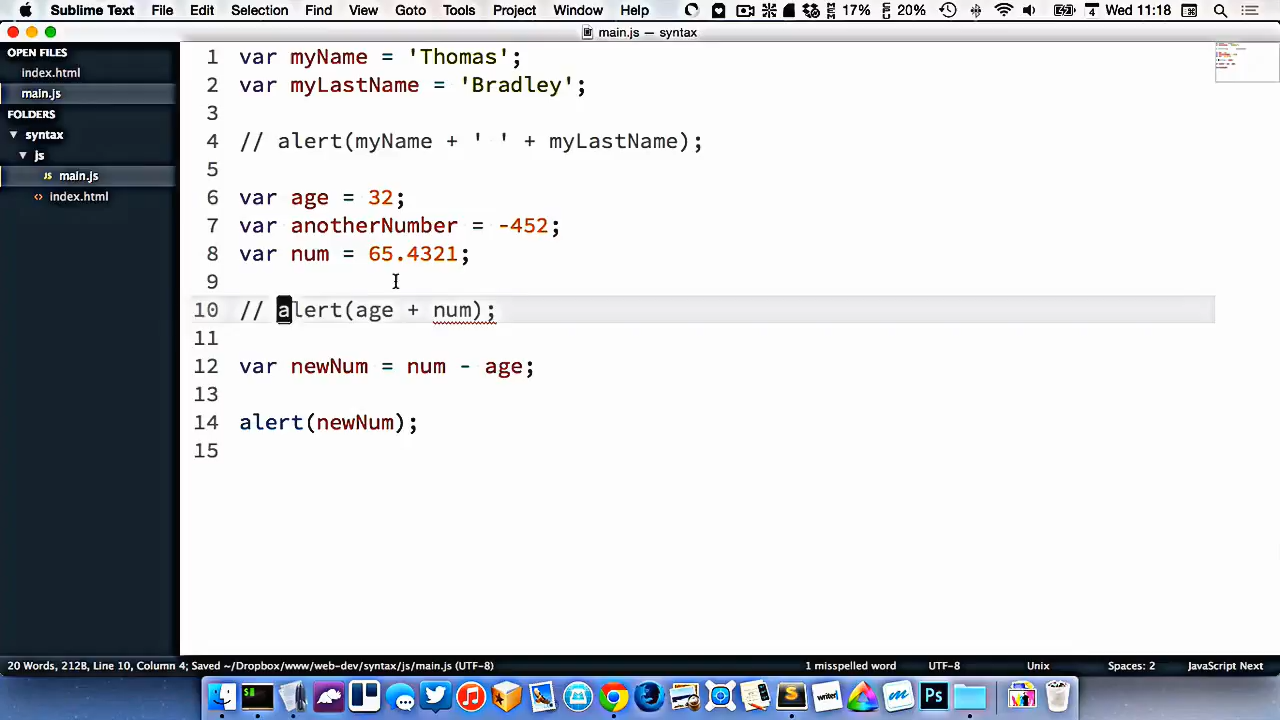 Sublime Text File Edit Selection Find View Goto Tools Project Window Help 17% 20% 4 Wed 11:18
main.js — syntax
OPEN FILES
index.html
main.js
FOLDERS
syntax
js
main.js
index.html
1 var myName = 'Thomas';
2 var myLastName = 'Bradley';
3
4 // alert(myName + ' ' + myLastName);
5
6 var age = 32;
7 var anotherNumber = -452;
8 var num = 65.4321;
9
10 // alert(age + num);
11
12 var newNum = num - age;
13
14 alert(newNum);
15
20 Words, 212B, Line 10, Column 4; Saved ~/Dropbox/www/web-dev/syntax/js/main.js (UTF-8) 1 misspelled word UTF-8 Unix Spaces: 2 JavaScript Next
writer Ps